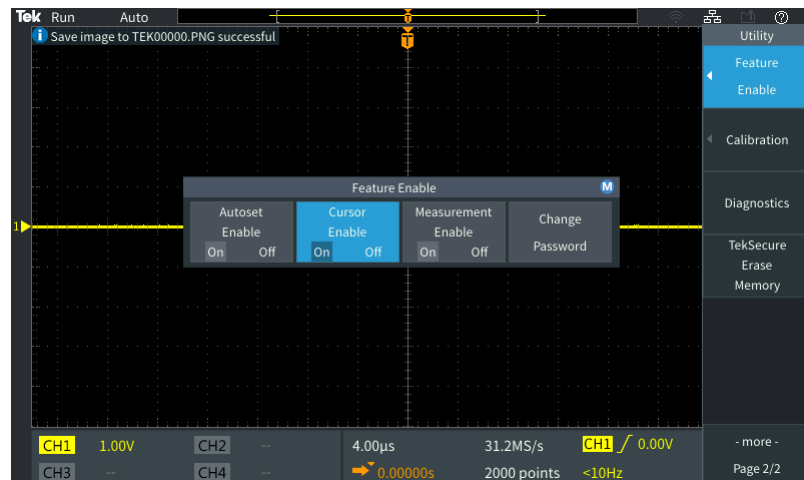 Tek Run Auto T ?
i Save image to TEK00000.PNG successful
T
Utility
Feature
Enable
Calibration
Diagnostics
TekSecure
Erase
Memory
- more -
Page 2/2
Feature Enable M
Autoset
Enable
On Off
Cursor
Enable
On Off
Measurement
Enable
On Off
Change
Password
1
CH1 1.00V CH2 -- 4.00µs 31.2MS/s CH1 0.00V
CH3 -- CH4 -- 0.00000s 2000 points <10Hz